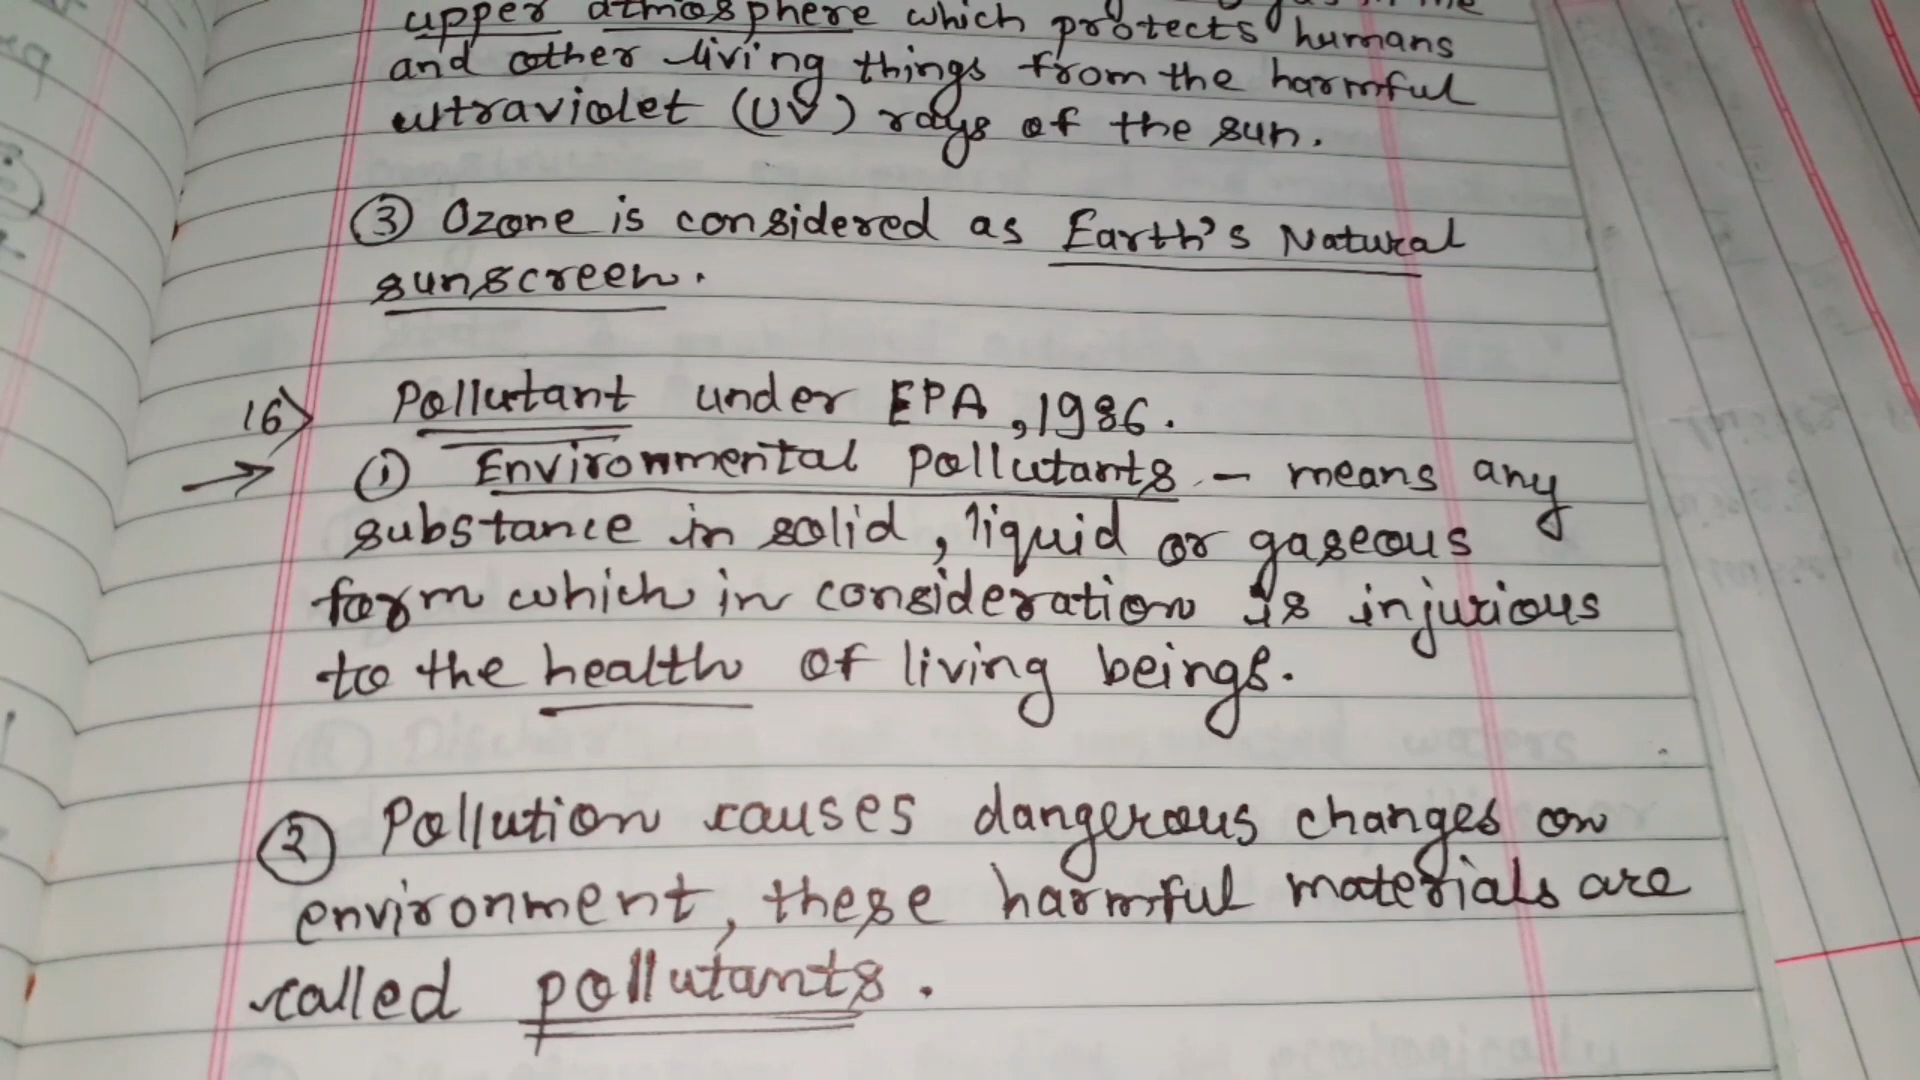 upper atmosphere which protects humans
and other living things from the harmful
ultraviolet (UV) rays of the sun.
③ Ozone is considered as Earth's Natural
sunscreen.
16> Pollutant under EPA, 1986.
→ ① Environmental Pollutants - means any
substance in solid, liquid or gaseous
form which in consideration is injurious
to the health of living beings.
② Pollution causes dangerous changes on
environment, these harmful materials are
called pollutants.